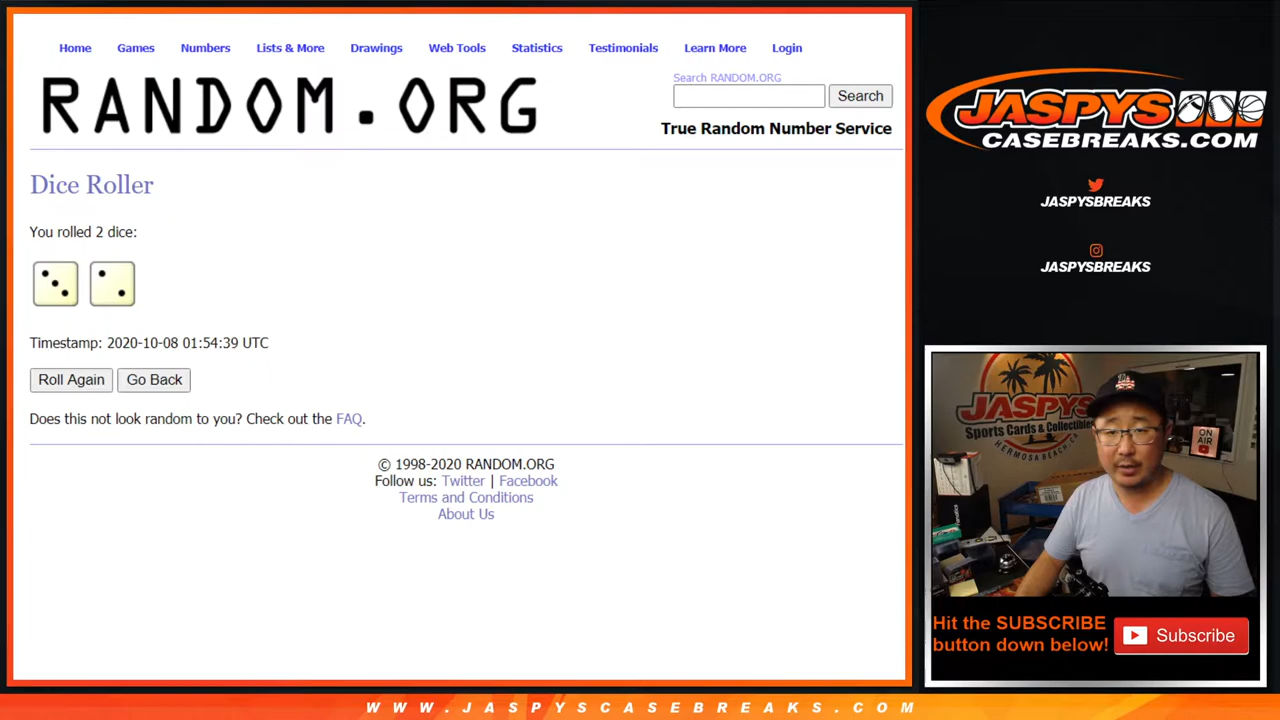 Home Games Numbers Lists & More Drawings Web Tools Statistics Testimonials Learn More Login
RANDOM.ORG
Search RANDOM.ORG
Search
True Random Number Service
Dice Roller
You rolled 2 dice:
Timestamp: 2020-10-08 01:54:39 UTC
Roll Again Go Back
Does this not look random to you? Check out the FAQ.
© 1998-2020 RANDOM.ORG
Follow us: Twitter | Facebook
Terms and Conditions
About Us
JASPYS
CASEBREAKS.COM
JASPYSBREAKS
JASPYSBREAKS
JASPYS
Sports Cards & Collectibles
HERMOSA BEACH, CA
ON
AIR
Fanatics
Hit the SUBSCRIBE
button down below!
Subscribe
WWW.JASPYSCASEBREAKS.COM